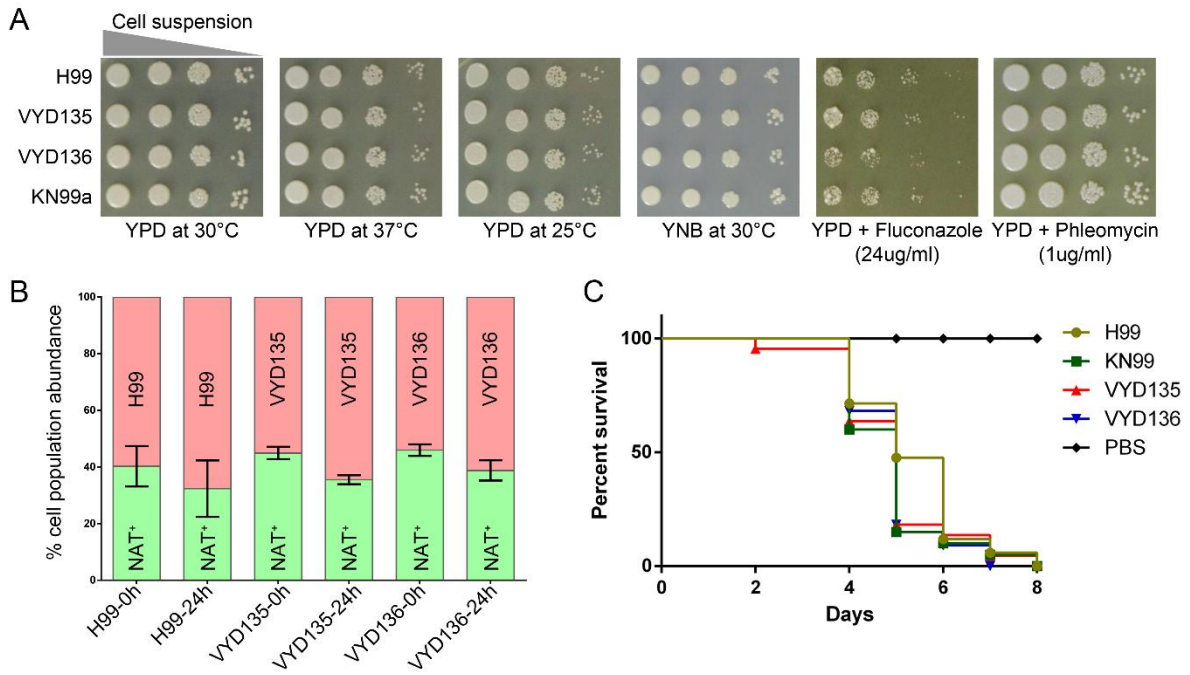 A
Cell suspension
H99
VYD135
VYD136
KN99a
YPD at 30°C
YPD at 37°C
YPD at 25°C
YNB at 30°C
YPD + Fluconazole
(24ug/ml)
YPD + Phleomycin
(1ug/ml)
B
% cell population abundance
100
80
60
40
20
0
H99
H99
VYD135
VYD135
VYD136
VYD136
NAT+
NAT+
NAT+
NAT+
NAT+
NAT+
H99-0h
H99-24h
VYD135-0h
VYD135-24h
VYD136-0h
VYD136-24h
C
Percent survival
100
50
0
0
2
4
6
8
Days
H99
KN99
VYD135
VYD136
PBS